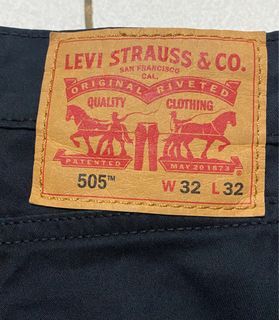 LEVI STRAUSS & CO.
SAN FRANCISCO
CAL.
ORIGINAL RIVETED
QUALITY CLOTHING
PATENTED MAY 20 1873
505™ W 32 L 32